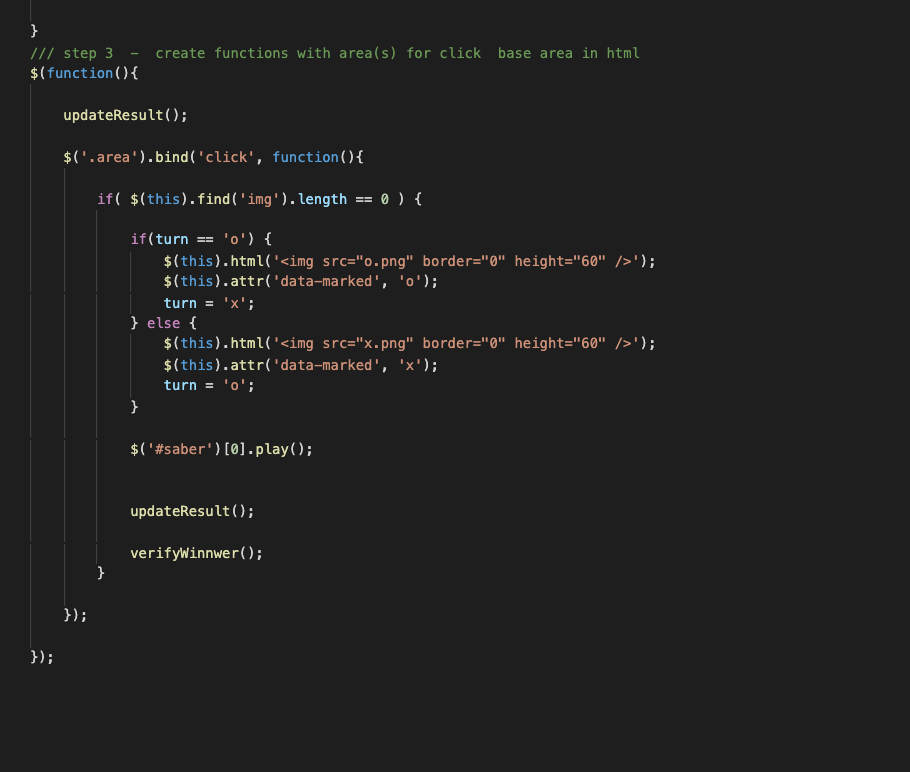 }
/// step 3  –  create functions with area(s) for click  base area in html
$(function(){
updateResult();
$('.area').bind('click', function(){
if( $(this).find('img').length == 0 ) {
if(turn == 'o') {
$(this).html('<img src="o.png" border="0" height="60" />');
$(this).attr('data-marked', 'o');
turn = 'x';
} else {
$(this).html('<img src="x.png" border="0" height="60" />');
$(this).attr('data-marked', 'x');
turn = 'o';
}
$('#saber')[0].play();
updateResult();
verifyWinnwer();
}
});
});